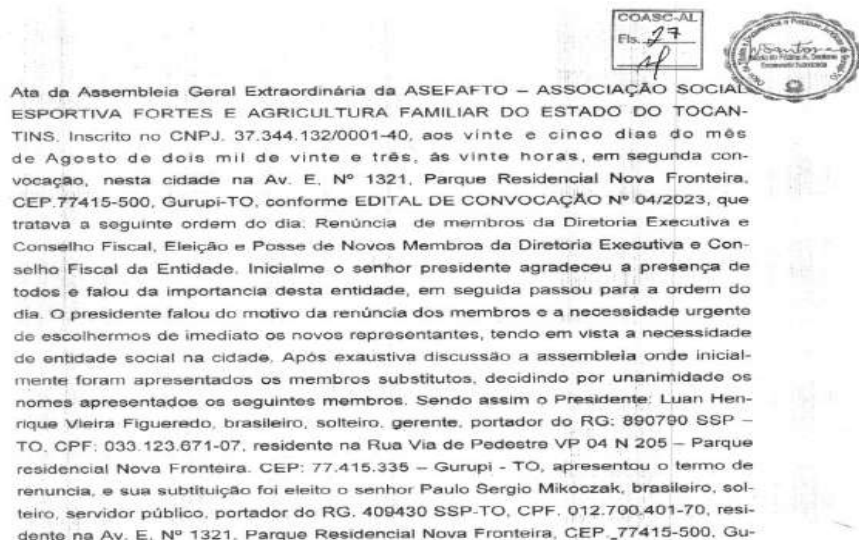 COASC-AL
Fls. 27
Ata da Assembleia Geral Extraordinária da ASEFAFTO – ASSOCIAÇÃO SOCIAL
ESPORTIVA FORTES E AGRICULTURA FAMILIAR DO ESTADO DO TOCAN-
TINS. Inscrito no CNPJ. 37.344.132/0001-40, aos vinte e cinco dias do mês
de Agosto de dois mil de vinte e três, às vinte horas, em segunda con-
vocação, nesta cidade na Av. E, Nº 1321, Parque Residencial Nova Fronteira,
CEP.77415-500, Gurupi-TO, conforme EDITAL DE CONVOCAÇÃO Nº 04/2023, que
tratava a seguinte ordem do dia: Renúncia de membros da Diretoria Executiva e
Conselho Fiscal, Eleição e Posse de Novos Membros da Diretoria Executiva e Con-
selho Fiscal da Entidade. Inicialme o senhor presidente agradeceu a presença de
todos e falou da importancia desta entidade, em seguida passou para a ordem do
dia. O presidente falou do motivo da renúncia dos membros e a necessidade urgente
de escolhermos de imediato os novos representantes, tendo em vista a necessidade
de entidade social na cidade. Após exaustiva discussão a assembleia onde inicial-
mente foram apresentados os membros substitutos, decidindo por unanimidade os
nomes apresentados os seguintes membros. Sendo assim o Presidente: Luan Hen-
rique Vieira Figueredo, brasileiro, solteiro, gerente, portador do RG: 890790 SSP –
TO, CPF: 033.123.671-07, residente na Rua Via de Pedestre VP 04 N 205 – Parque
residencial Nova Fronteira. CEP: 77.415.335 – Gurupi - TO, apresentou o termo de
renuncia, e sua subtituição foi eleito o senhor Paulo Sergio Mikoczak, brasileiro, sol-
teiro, servidor público, portador do RG. 409430 SSP-TO, CPF. 012.700.401-70, resi-
dente na Av. E, Nº 1321, Parque Residencial Nova Fronteira, CEP. 77415-500, Gu-